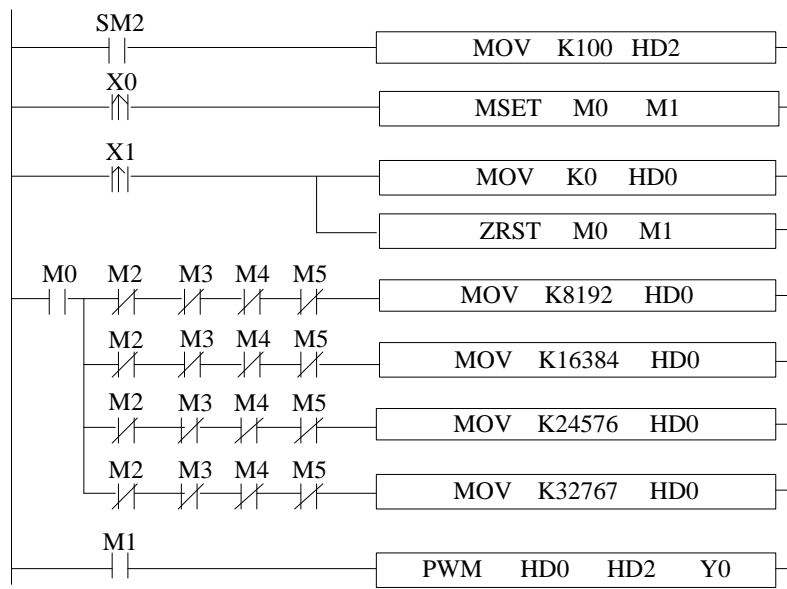 SM2
MOV K100 HD2
X0
MSET M0 M1
X1
MOV K0 HD0
ZRST M0 M1
M0 M2 M3 M4 M5
MOV K8192 HD0
M2 M3 M4 M5
MOV K16384 HD0
M2 M3 M4 M5
MOV K24576 HD0
M2 M3 M4 M5
MOV K32767 HD0
M1
PWM HD0 HD2 Y0